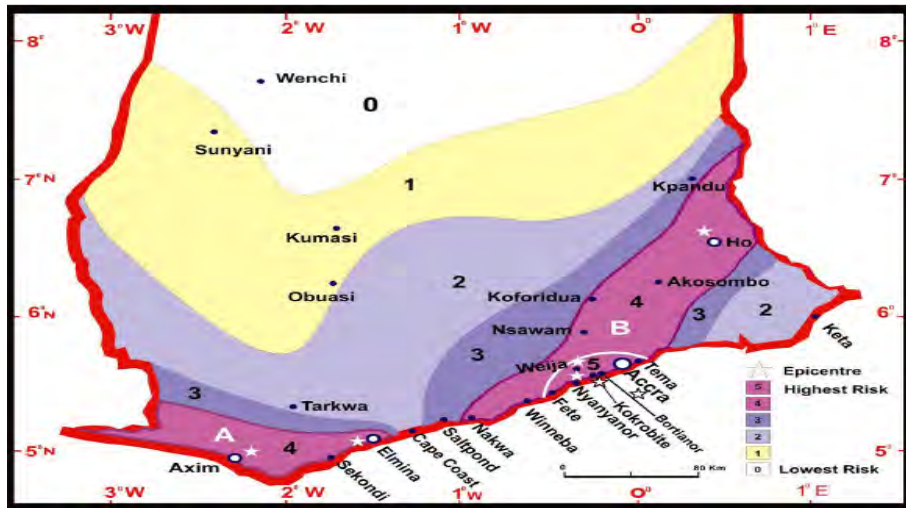 3°W 2°W 1°W 0° 1° E
8° 8°
Wenchi
0
Sunyani
7° 1 7°
Kpandu
Kumasi
Ho
2
Obuasi
Akosombo
Koforidua
4
6° 3 2 6°
Nsawam
B
Keta
3
Weija 5
Tema
Accra
Epicentre
3
5 Highest Risk
Bortianor
Kokrobite
Nyanyanor
Fete
Tarkwa
4
A
Winneba
Nakwa
3
Saltpond
4
Cape Coast
2
5° 5°
Elmina
Axim
Sekondi
1
0 80 Km
0 Lowest Risk
3°W 2°W 1°W 0° 1° E